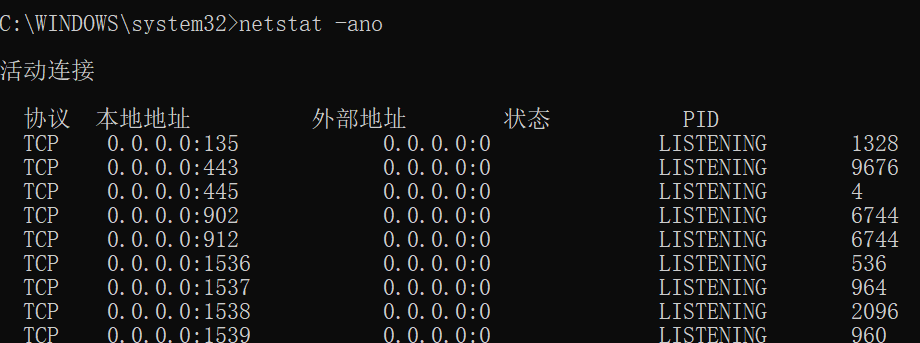 C:\WINDOWS\system32>netstat -ano
活动连接
协议 本地地址 外部地址 状态 PID
TCP 0.0.0.0:135 0.0.0.0:0 LISTENING 1328
TCP 0.0.0.0:443 0.0.0.0:0 LISTENING 9676
TCP 0.0.0.0:445 0.0.0.0:0 LISTENING 4
TCP 0.0.0.0:902 0.0.0.0:0 LISTENING 6744
TCP 0.0.0.0:912 0.0.0.0:0 LISTENING 6744
TCP 0.0.0.0:1536 0.0.0.0:0 LISTENING 536
TCP 0.0.0.0:1537 0.0.0.0:0 LISTENING 964
TCP 0.0.0.0:1538 0.0.0.0:0 LISTENING 2096
TCP 0.0.0.0:1539 0.0.0.0:0 LISTENING 960